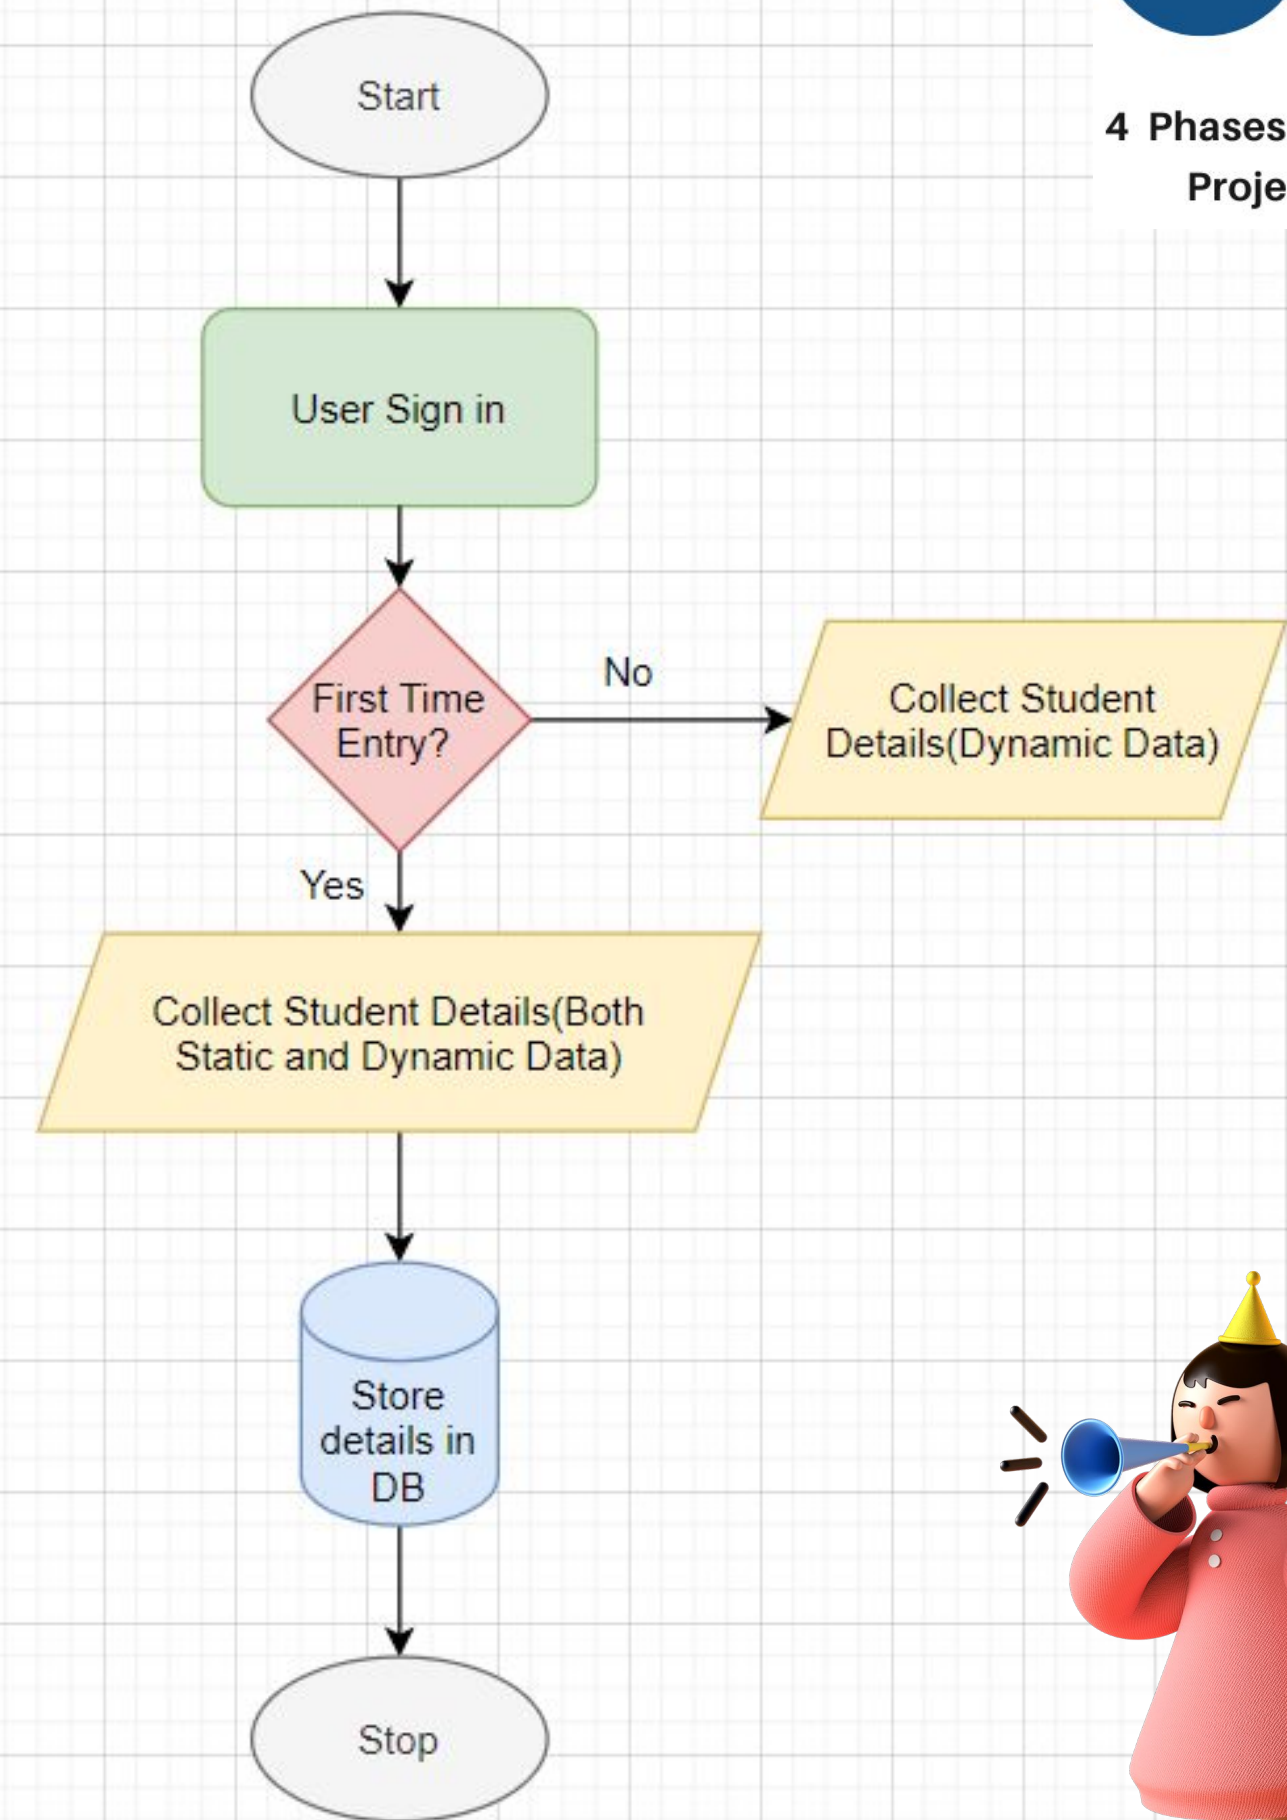 Start
4 Phases
Proje
User Sign in
First Time
Entry?
No
Collect Student
Details(Dynamic Data)
Yes
Collect Student Details(Both
Static and Dynamic Data)
Store
details in
DB
Stop